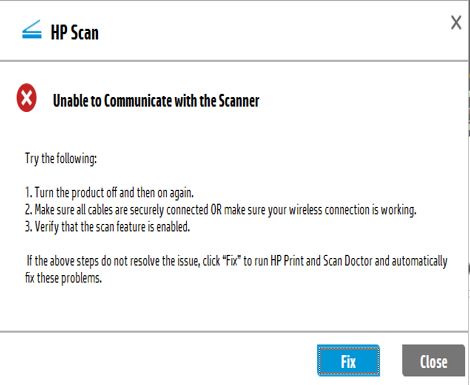 HP Scan
Unable to Communicate with the Scanner
Try the following:
1. Turn the product off and then on again.
2. Make sure all cables are securely connected OR make sure your wireless connection is working.
3. Verify that the scan feature is enabled.
If the above steps do not resolve the issue, click “Fix” to run HP Print and Scan Doctor and automatically
fix these problems.
Fix
Close